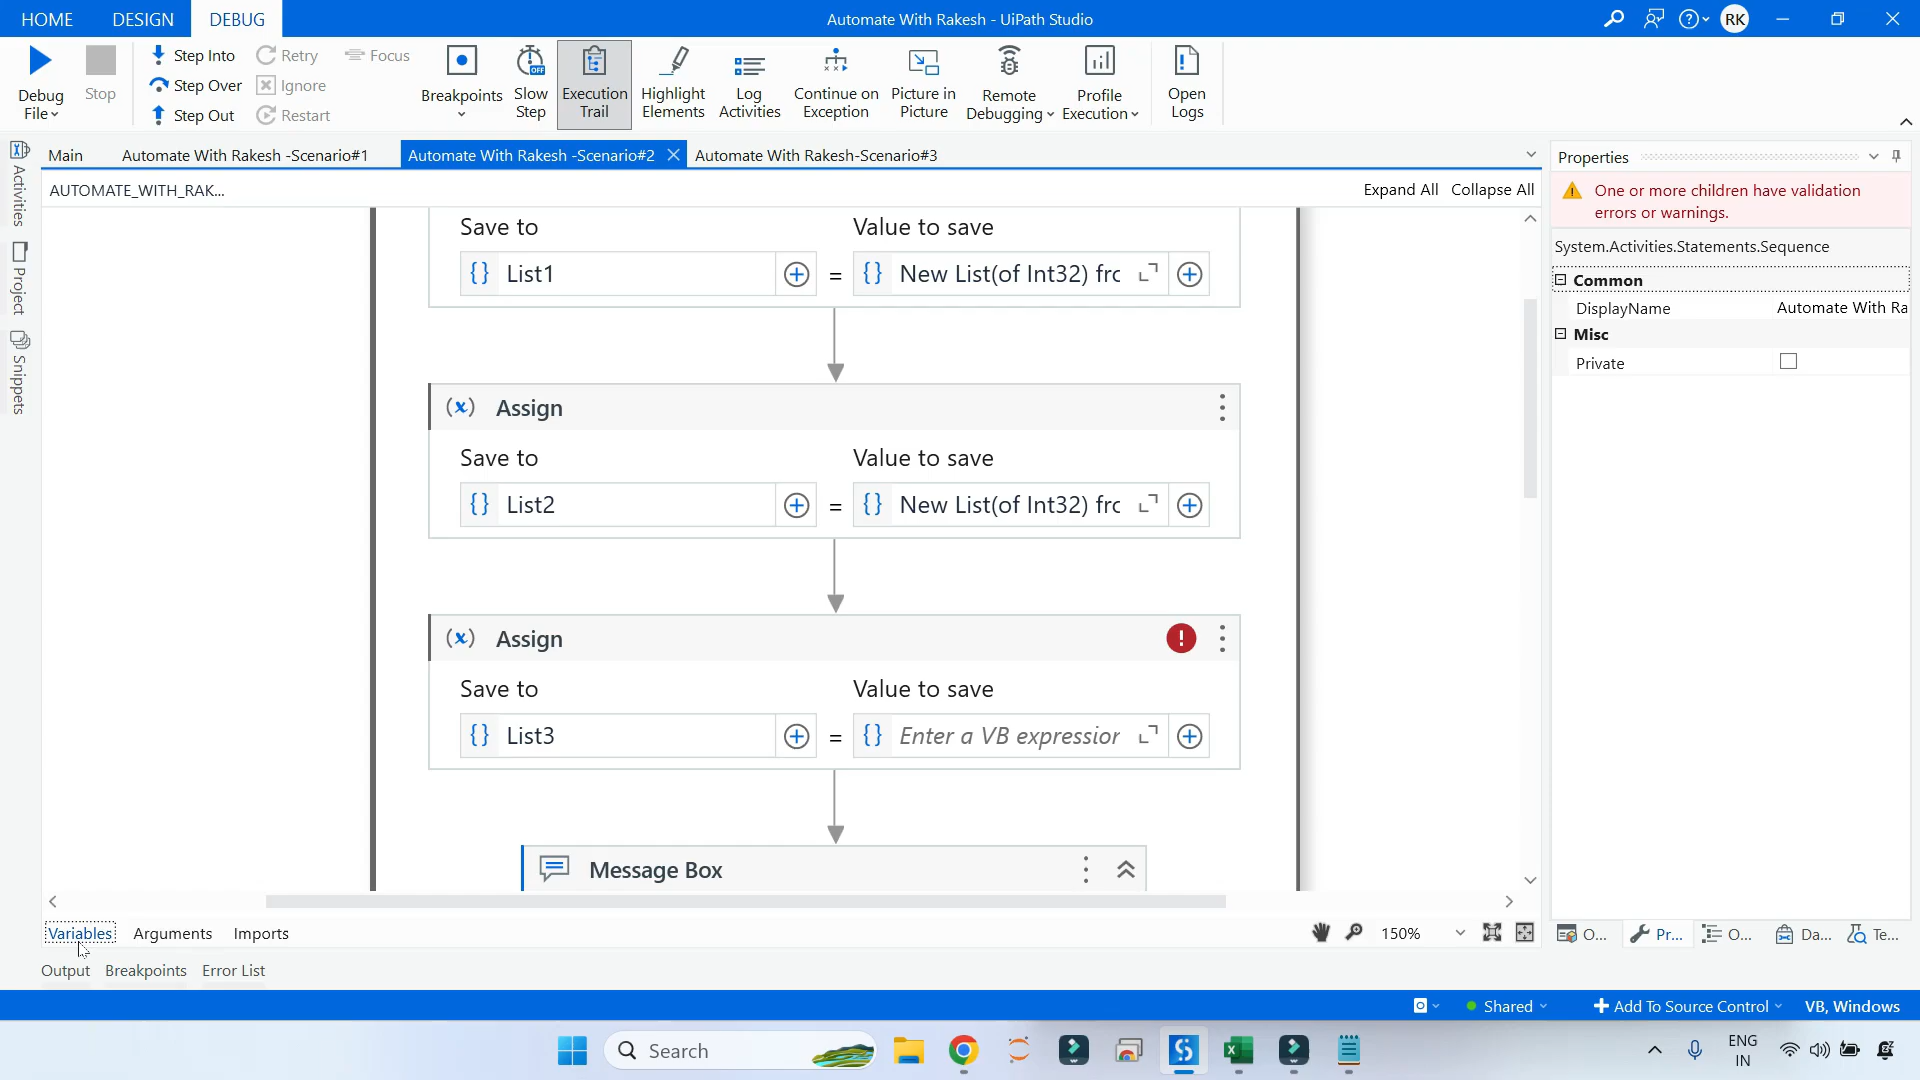 HOME
DESIGN
DEBUG
Automate With Rakesh - UiPath Studio
RK
Debug
File
Stop
Step Into
Step Over
Step Out
Retry
Ignore
Restart
Focus
Breakpoints
Slow
Step
OFF
Execution
Trail
Highlight
Elements
Log
Activities
Continue on
Exception
Picture in
Picture
Remote
Debugging
Profile
Execution
Open
Logs
Activities
Project
Snippets
Main
Automate With Rakesh -Scenario#1
Automate With Rakesh -Scenario#2
Automate With Rakesh-Scenario#3
AUTOMATE_WITH_RAK...
Expand All
Collapse All
Save to
Value to save
List1
=
New List(of Int32) frc
Assign
Save to
Value to save
List2
=
New List(of Int32) frc
Assign
Save to
Value to save
List3
=
Enter a VB expression
Message Box
Variables
Arguments
Imports
150%
Output
Breakpoints
Error List
Properties
One or more children have validation
errors or warnings.
System.Activities.Statements.Sequence
Common
DisplayName
Automate With Ra
Misc
Private
O...
Pr...
O...
Da...
Te...
Shared
Add To Source Control
VB, Windows
Search
ENG
IN